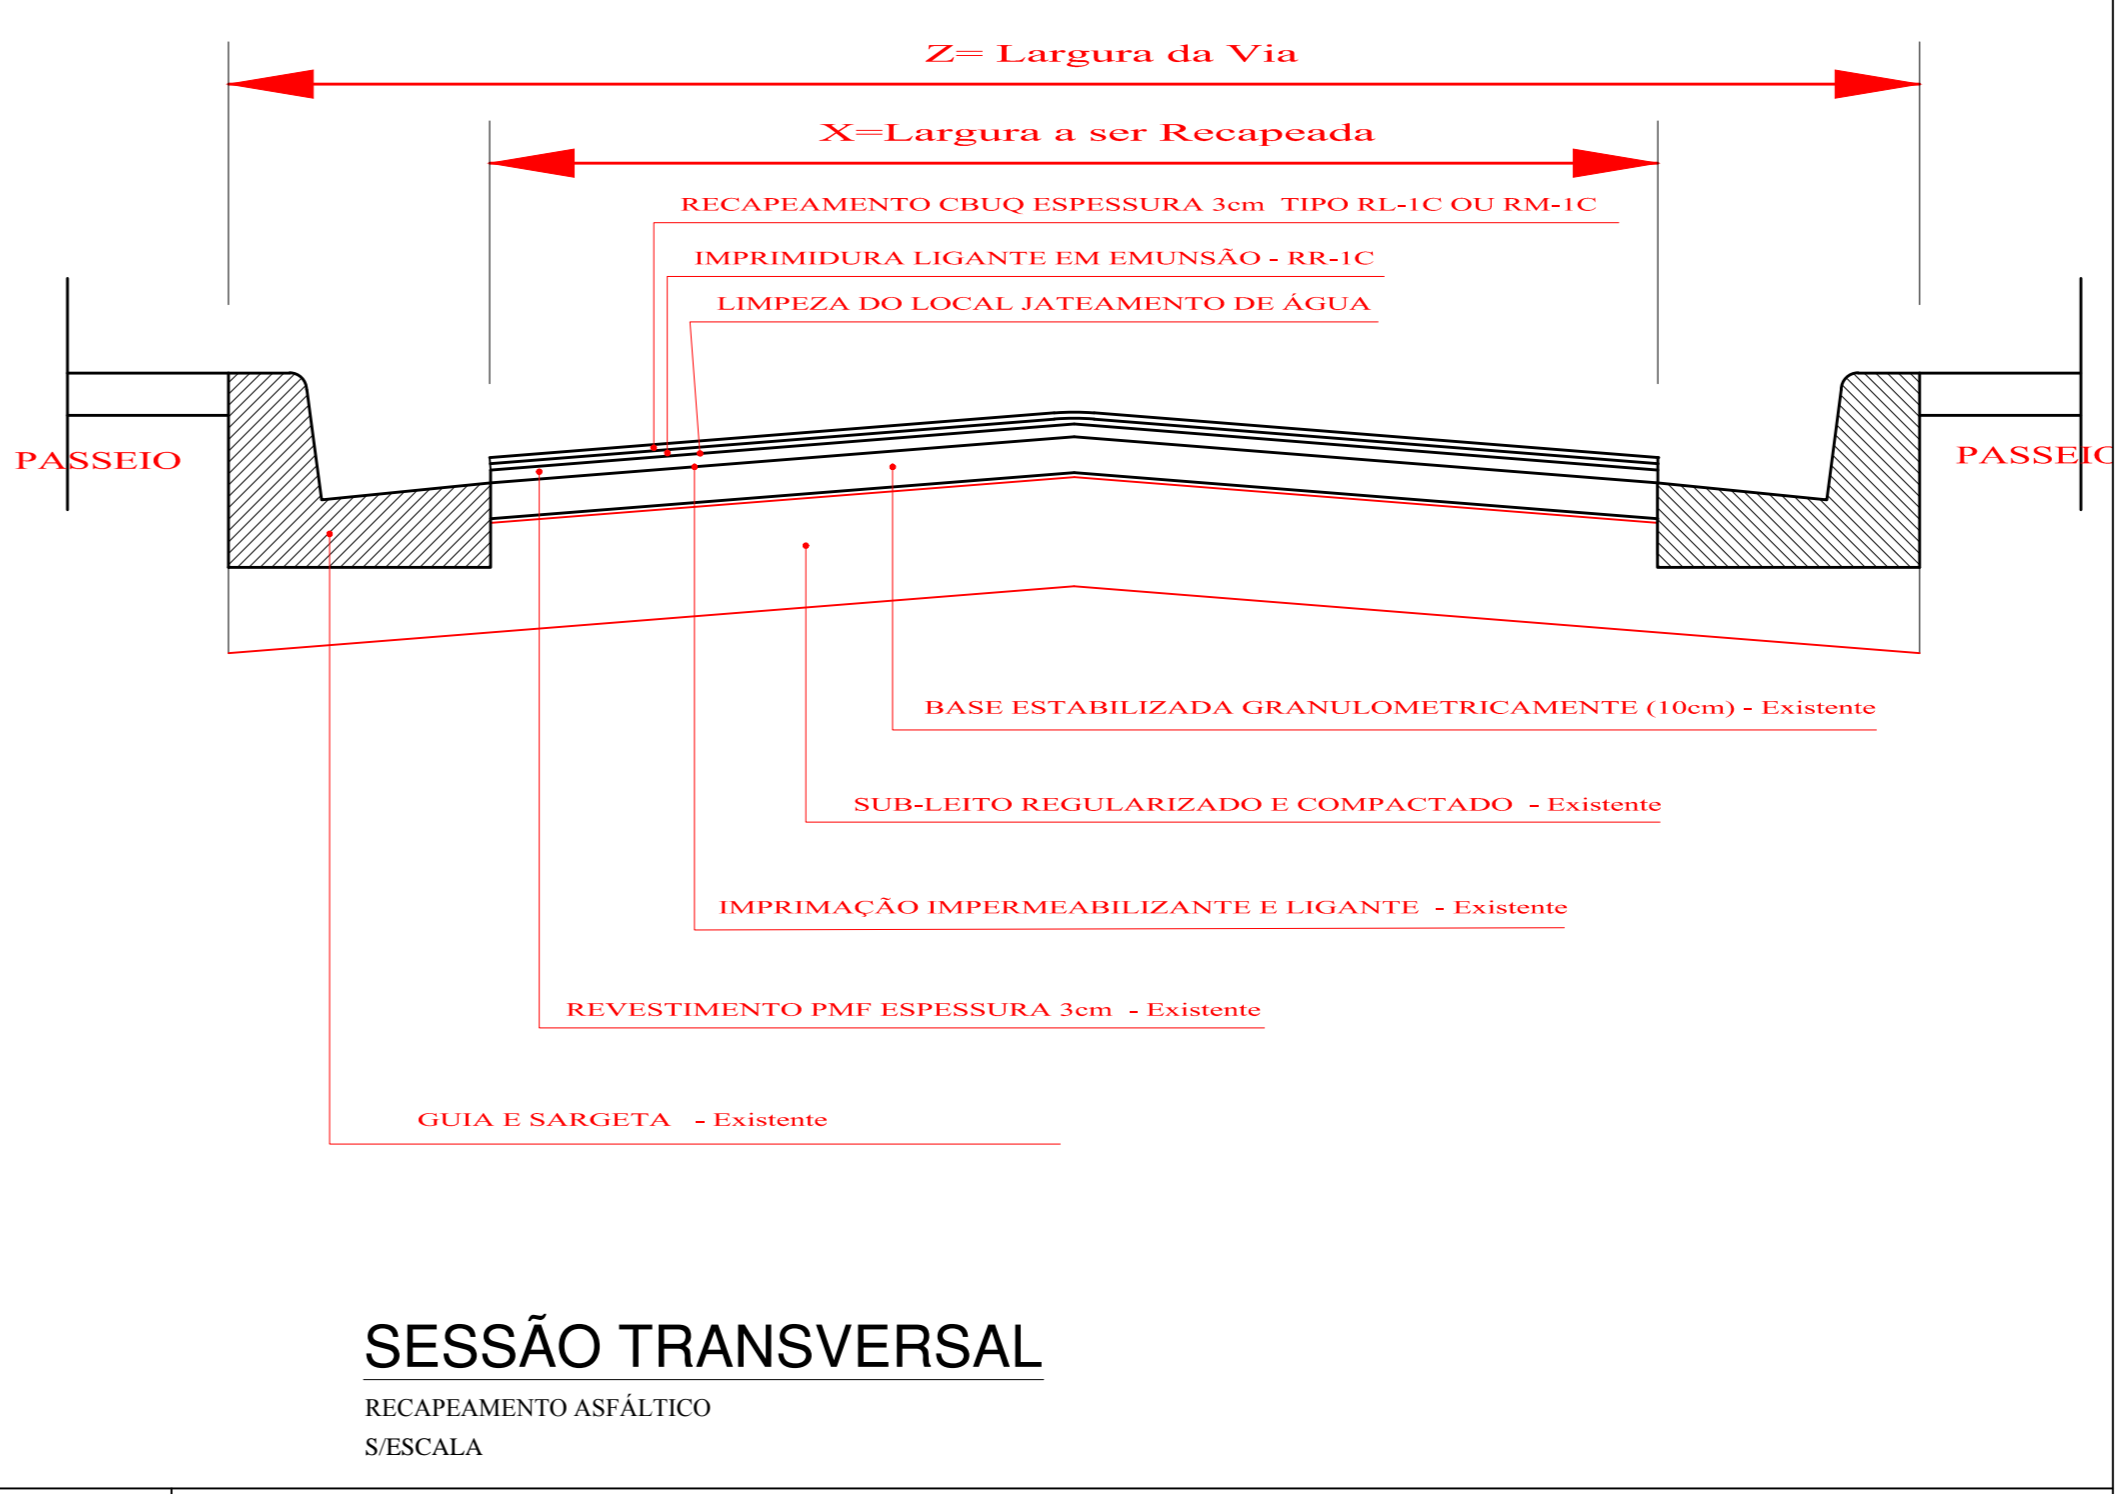 Z= Largura da Via
X=Largura a ser Recapeada
RECAPEAMENTO CBUQ ESPESSURA 3cm TIPO RL-1C OU RM-1C
IMPRIMIDURA LIGANTE EM EMUNSÃO - RR-1C
LIMPEZA DO LOCAL JATEAMENTO DE ÁGUA
PASSEIO
PASSEIO
BASE ESTABILIZADA GRANULOMETRICAMENTE (10cm) - Existente
SUB-LEITO REGULARIZADO E COMPACTADO - Existente
IMPRIMAÇÃO IMPERMEABILIZANTE E LIGANTE - Existente
REVESTIMENTO PMF ESPESSURA 3cm - Existente
GUIA E SARGETA - Existente
SESSÃO TRANSVERSAL
RECAPEAMENTO ASFÁLTICO
S/ESCALA